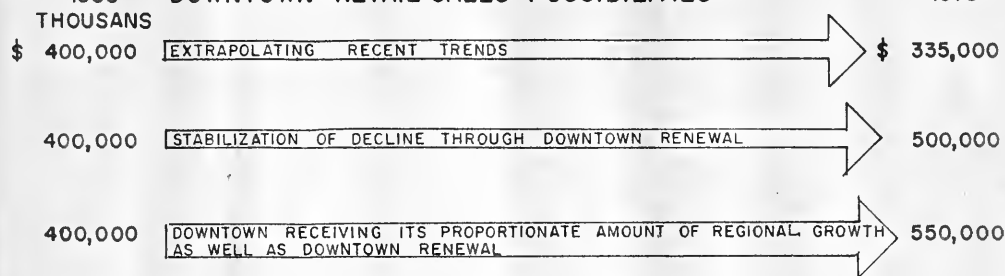 THOUSANS
$ 400,000 EXTRAPOLATING RECENT TRENDS $ 335,000
400,000 STABILIZATION OF DECLINE THROUGH DOWNTOWN RENEWAL 500,000
400,000 DOWNTOWN RECEIVING ITS PROPORTIONATE AMOUNT OF REGIONAL GROWTH 550,000
AS WELL AS DOWNTOWN RENEWAL